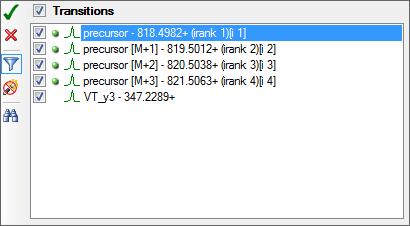 Transitions
precursor - 818.4982+ (irank 1)[i 1]
precursor [M+1] - 819.5012+ (irank 2)[i 2]
precursor [M+2] - 820.5038+ (irank 3)[i 3]
precursor [M+3] - 821.5063+ (irank 4)[i 4]
VT_y3 - 347.2289+